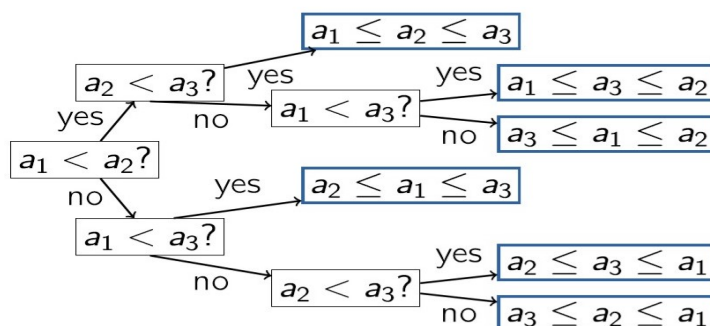 a₁ ≤ a₂ ≤ a₃
a₂ < a₃?
yes
yes
a₁ ≤ a₃ ≤ a₂
a₁ < a₃?
yes
no
no
a₃ ≤ a₁ ≤ a₂
a₁ < a₂?
no
yes
a₂ ≤ a₁ ≤ a₃
a₁ < a₃?
yes
a₂ ≤ a₃ ≤ a₁
no
a₂ < a₃?
no
a₃ ≤ a₂ ≤ a₁